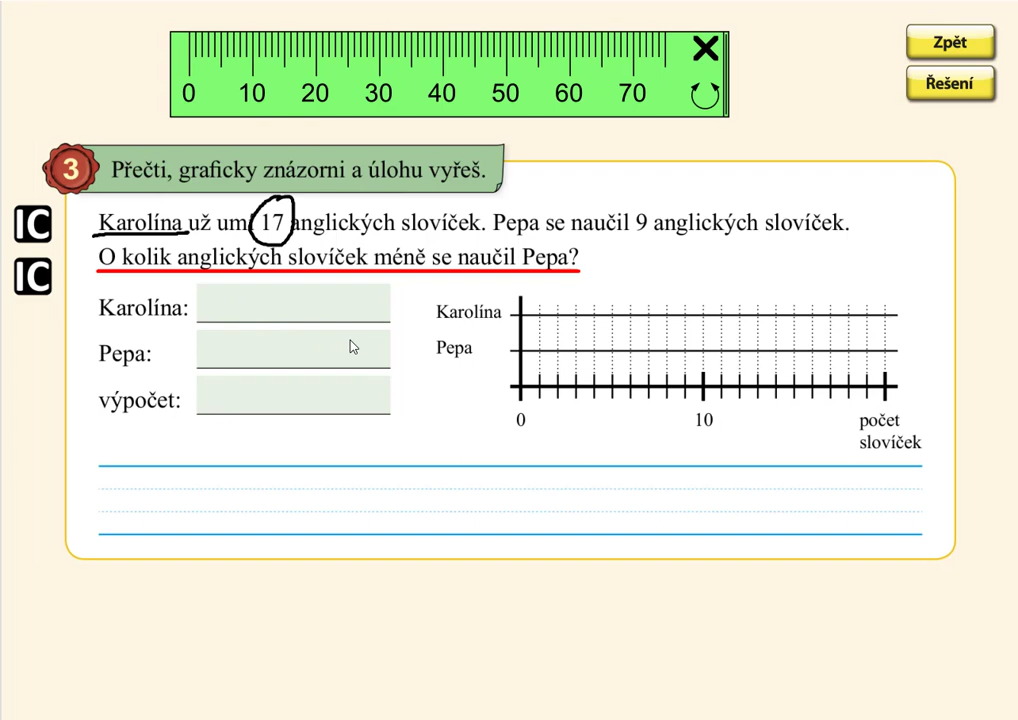 0 10 20 30 40 50 60 70
Zpět
Řešení
3 Přečti, graficky znázorni a úlohu vyřeš.
IC Karolína už umí 17 anglických slovíček. Pepa se naučil 9 anglických slovíček.
IC O kolik anglických slovíček méně se naučil Pepa?
Karolína:
Pepa:
výpočet:
Karolína
Pepa
0 10 počet
slovíček